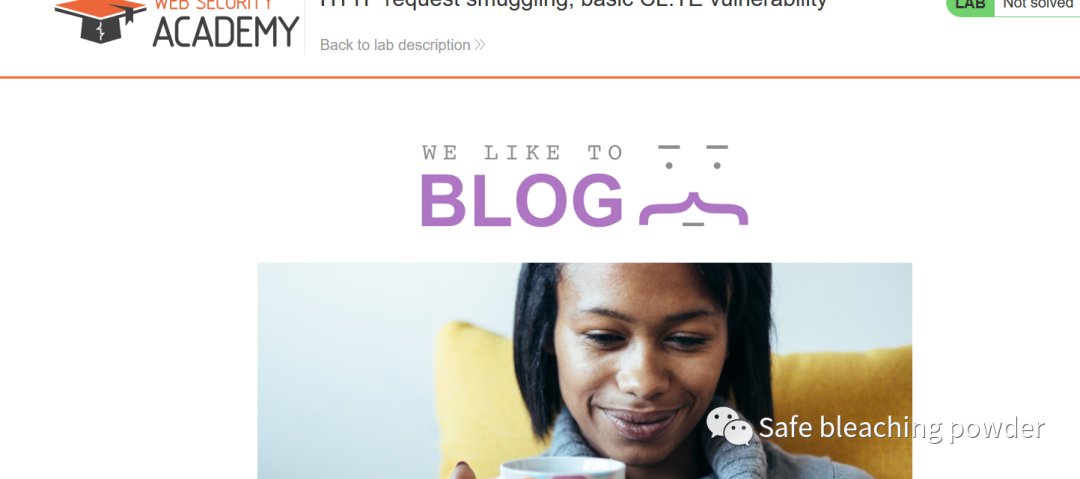 WEB SECURITY
ACADEMY
HTTP request smuggling, basic CL.TE vulnerability
Back to lab description
LAB
Not solved
WE LIKE TO
BLOG
Safe bleaching powder